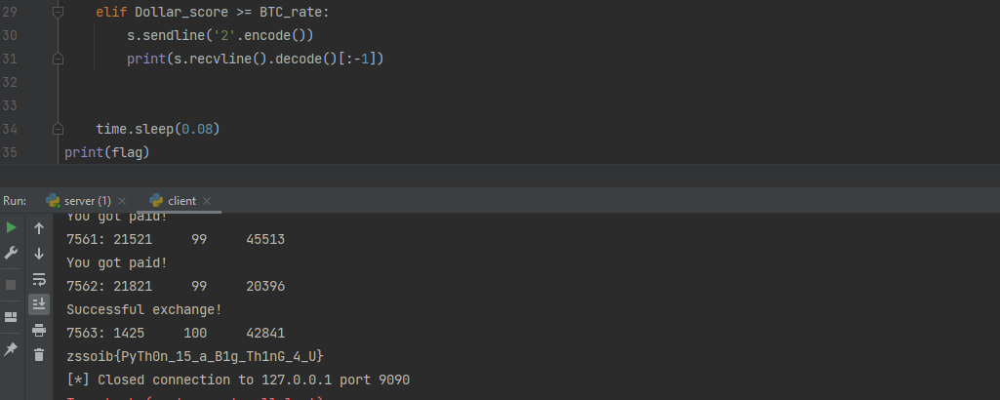 29 elif Dollar_score >= BTC_rate:
30 s.sendline('2'.encode())
31 print(s.recvline().decode()[:-1])
32
33
34 time.sleep(0.08)
35 print(flag)
Run: server (1) × client ×
You got paid!
7561: 21521 99 45513
You got paid!
7562: 21821 99 20396
Successful exchange!
7563: 1425 100 42841
zssoib{PyTh0n_15_a_B1g_Th1nG_4_U}
[*] Closed connection to 127.0.0.1 port 9090